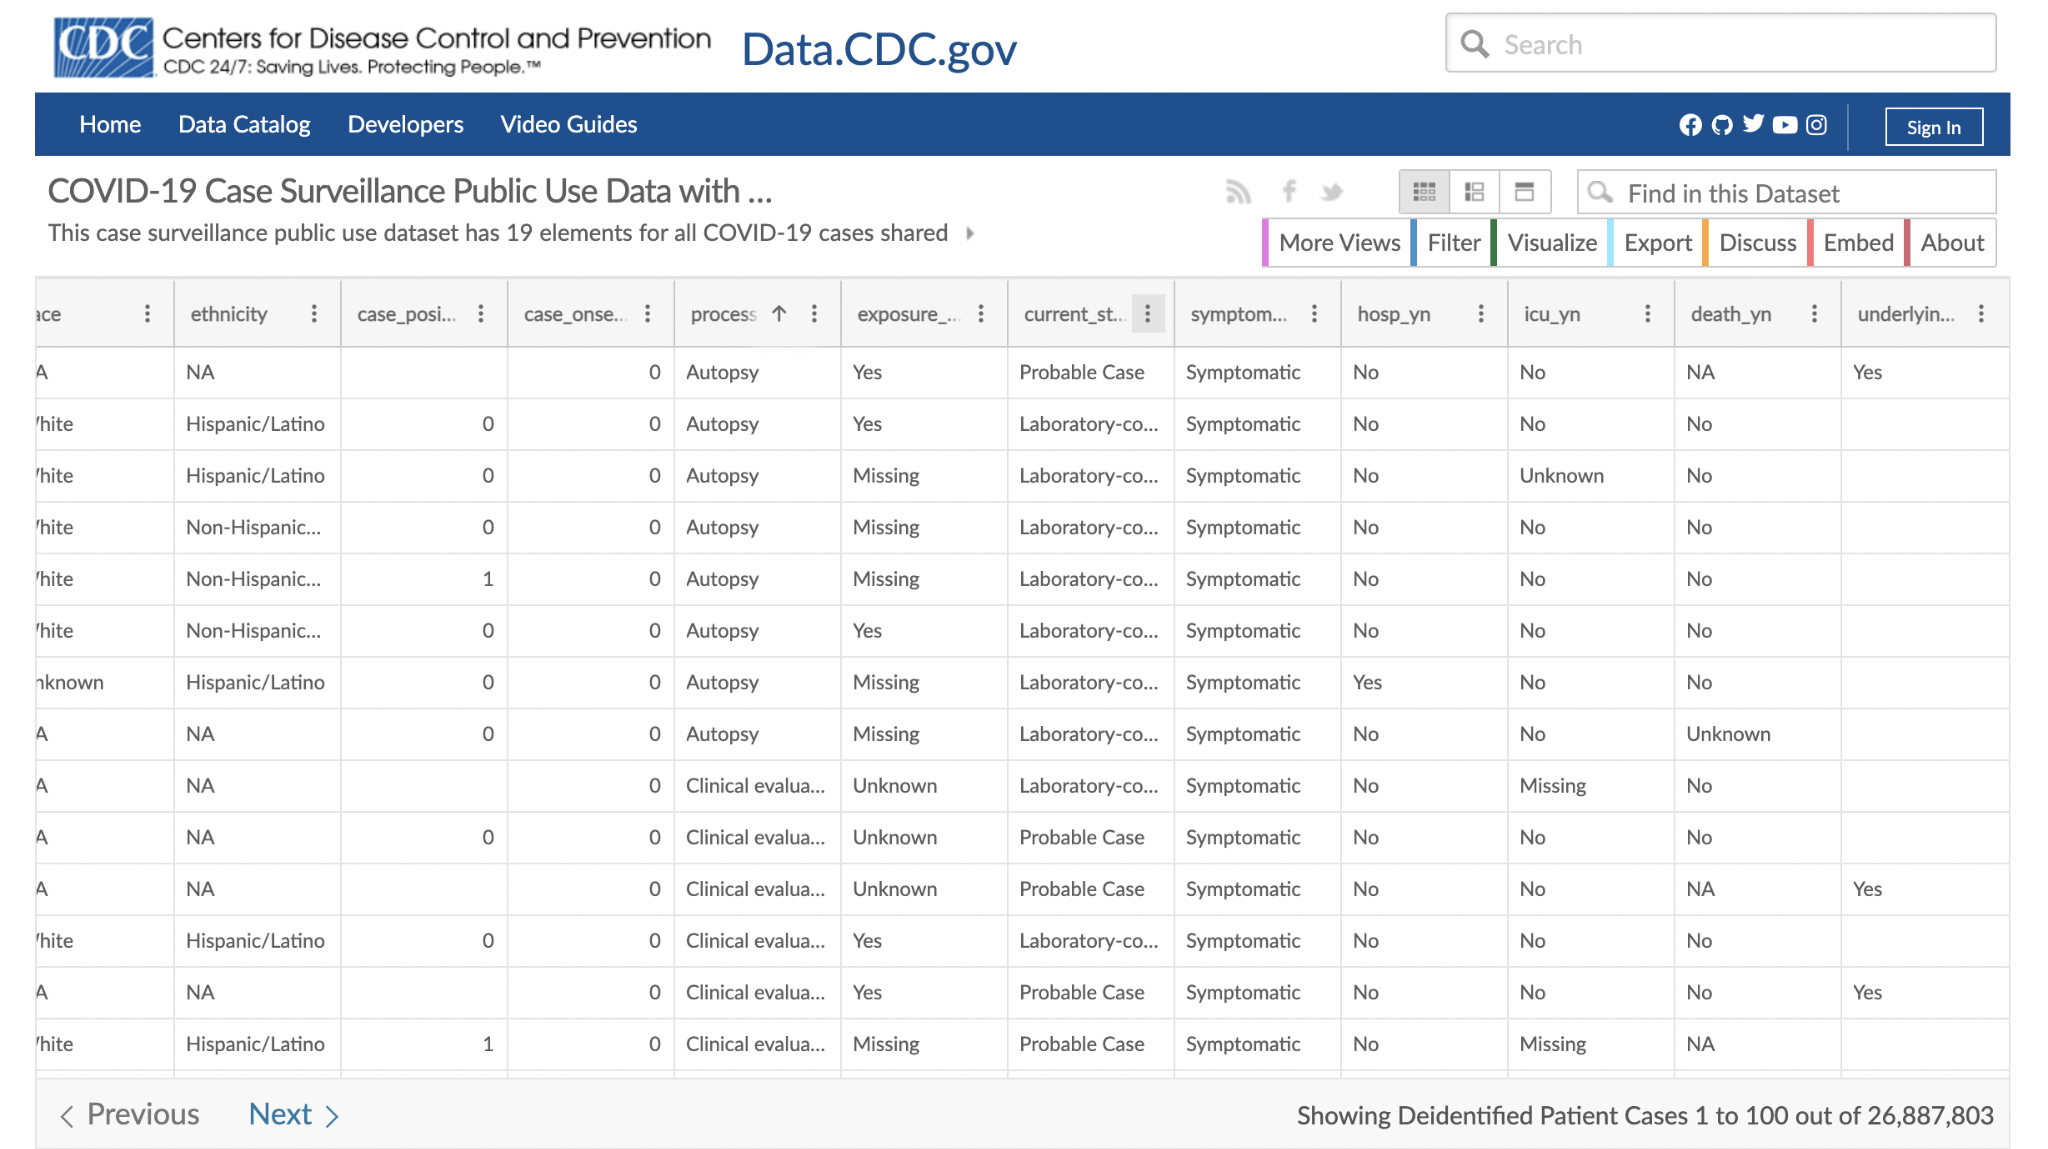 CDC Centers for Disease Control and Prevention
CDC 24/7: Saving Lives. Protecting People.™
Data.CDC.gov
Search
Home Data Catalog Developers Video Guides Sign In
COVID-19 Case Surveillance Public Use Data with ...
This case surveillance public use dataset has 19 elements for all COVID-19 cases shared
Find in this Dataset
More Views Filter Visualize Export Discuss Embed About
ace ethnicity case_posi... case_onse... process exposure_... current_st... symptom... hosp_yn icu_yn death_yn underlyin...
A NA 0 Autopsy Yes Probable Case Symptomatic No No NA Yes
hite Hispanic/Latino 0 0 Autopsy Yes Laboratory-co... Symptomatic No No No
hite Hispanic/Latino 0 0 Autopsy Missing Laboratory-co... Symptomatic No Unknown No
hite Non-Hispanic... 0 0 Autopsy Missing Laboratory-co... Symptomatic No No No
hite Non-Hispanic... 1 0 Autopsy Missing Laboratory-co... Symptomatic No No No
hite Non-Hispanic... 0 0 Autopsy Yes Laboratory-co... Symptomatic No No No
nknown Hispanic/Latino 0 0 Autopsy Missing Laboratory-co... Symptomatic Yes No No
A NA 0 0 Autopsy Missing Laboratory-co... Symptomatic No No Unknown
A NA 0 Clinical evalua... Unknown Laboratory-co... Symptomatic No Missing No
A NA 0 0 Clinical evalua... Unknown Probable Case Symptomatic No No No
A NA 0 Clinical evalua... Unknown Probable Case Symptomatic No No NA Yes
hite Hispanic/Latino 0 0 Clinical evalua... Yes Laboratory-co... Symptomatic No No No
A NA 0 Clinical evalua... Yes Probable Case Symptomatic No No No Yes
hite Hispanic/Latino 1 0 Clinical evalua... Missing Probable Case Symptomatic No Missing NA
Previous Next
Showing Deidentified Patient Cases 1 to 100 out of 26,887,803